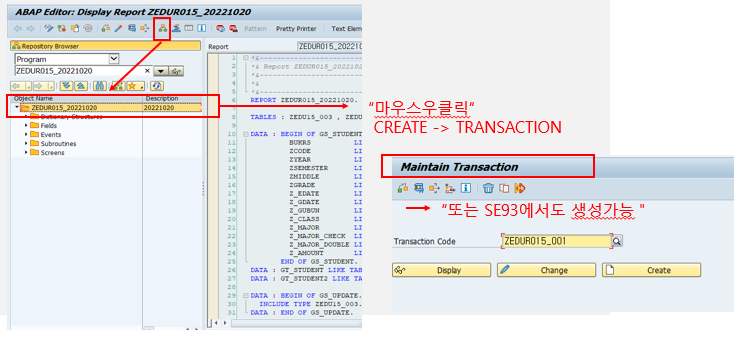 ABAP Editor: Display Report ZEDUR015_20221020
Pattern
Pretty Printer
Text Elem
Repository Browser
Program
ZEDUR015_20221020
Object Name
Description
ZEDUR015_20221020
20221020
Dictionary Structures
Fields
Events
Subroutines
Screens
Report
ZEDUR015_2022102
1 *&---------------------------
2 *& Report ZEDUR015_20221020
3 *&---------------------------
4 *&
5 *&---------------------------
6 REPORT ZEDUR015_20221020.
7
8 TABLES : ZEDU15_003 , ZEDU
9
10 DATA : BEGIN OF GS_STUDENT
11 BUKRS LI
12 ZCODE LI
13 ZYEAR LI
14 ZSEMESTER LI
15 ZMIDDLE LI
16 ZGRADE LI
17 Z_EDATE LI
18 Z_GDATE LI
19 Z_GUBUN LI
20 Z_CLASS LI
21 Z_MAJOR LI
22 Z_MAJOR_CHECK LI
23 Z_MAJOR_DOUBLE LI
24 Z_AMOUNT LI
25 END OF GS_STUDENT.
26 DATA : GT_STUDENT LIKE TAB
27 DATA : GT_STUDENT2 LIKE TA
28
29 DATA : BEGIN OF GS_UPDATE.
30 INCLUDE TYPE ZEDU15_003.
31 DATA : END OF GS_UPDATE.
“마우스우클릭“
CREATE -> TRANSACTION
Maintain Transaction
“또는 SE93에서도 생성가능 "
Transaction Code
ZEDUR015_001
Display
Change
Create